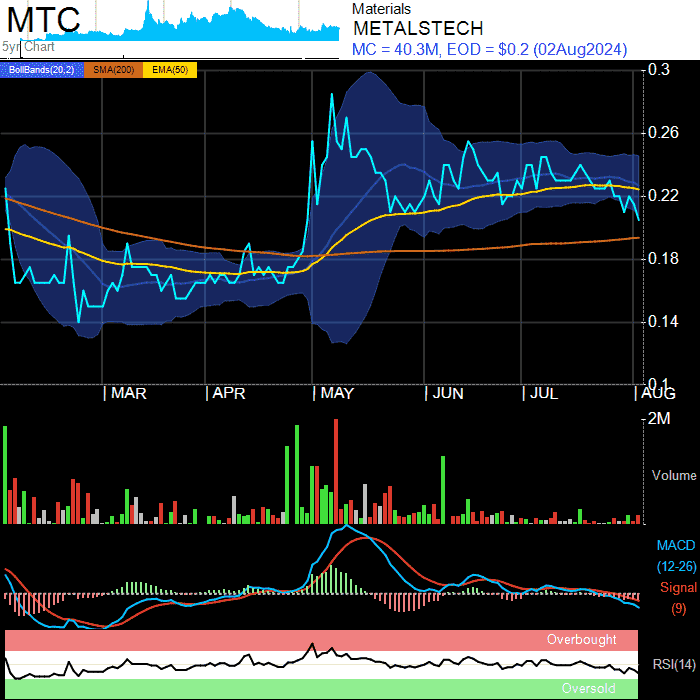 MTC
5yr Chart
Materials
METALSTECH
MC = 40.3M, EOD = $0.2 (02Aug2024)
BollBands(20,2) SMA(200) EMA(50)
0.3
0.26
0.22
0.18
0.14
0.1
MAR APR MAY JUN JUL AUG
2M
Volume
MACD
(12-26)
Signal
(9)
Overbought
RSI(14)
Oversold